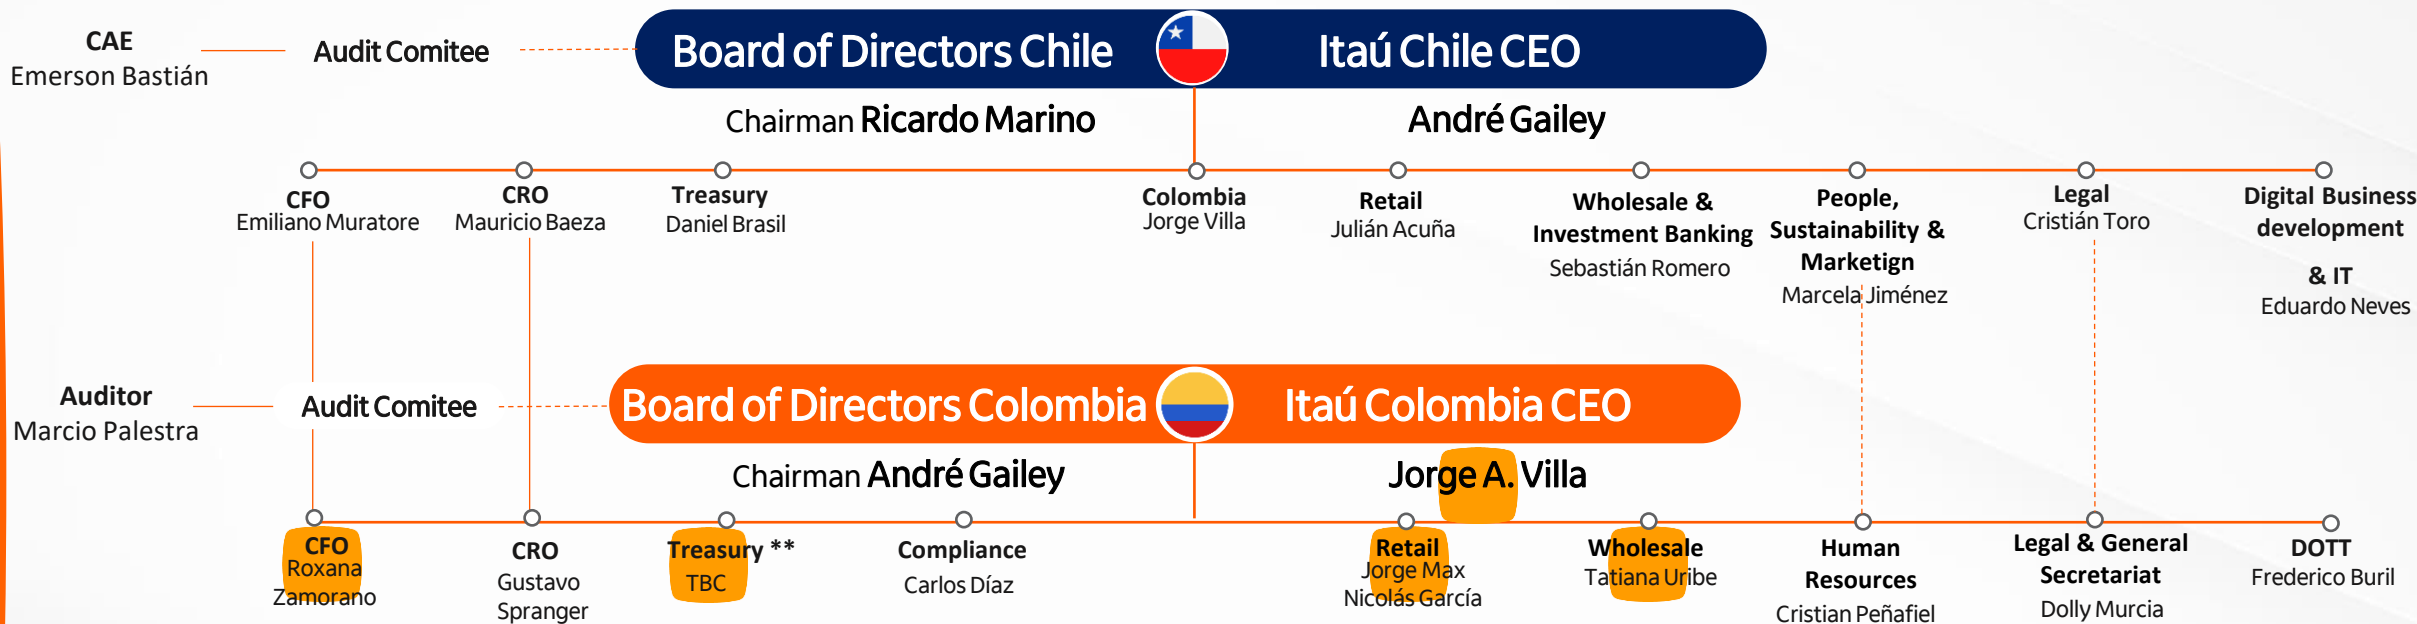 CAE
Emerson Bastián
Audit Comitee
Board of Directors Chile
Itaú Chile CEO
Chairman Ricardo Marino
André Gailey
CFO
Emiliano Muratore
CRO
Mauricio Baeza
Treasury
Daniel Brasil
Colombia
Jorge Villa
Retail
Julián Acuña
Wholesale &
Investment Banking
Sebastián Romero
People,
Sustainability &
Marketign
Marcela Jiménez
Legal
Cristián Toro
Digital Business
development
& IT
Eduardo Neves
Auditor
Marcio Palestra
Audit Comitee
Board of Directors Colombia
Itaú Colombia CEO
Chairman André Gailey
Jorge A. Villa
CFO
Roxana
Zamorano
CRO
Gustavo
Spranger
Treasury **
TBC
Compliance
Carlos Díaz
Retail
Jorge Max
Nicolás García
Wholesale
Tatiana Uribe
Human
Resources
Cristian Peñafiel
Legal & General
Secretariat
Dolly Murcia
DOTT
Frederico Buril